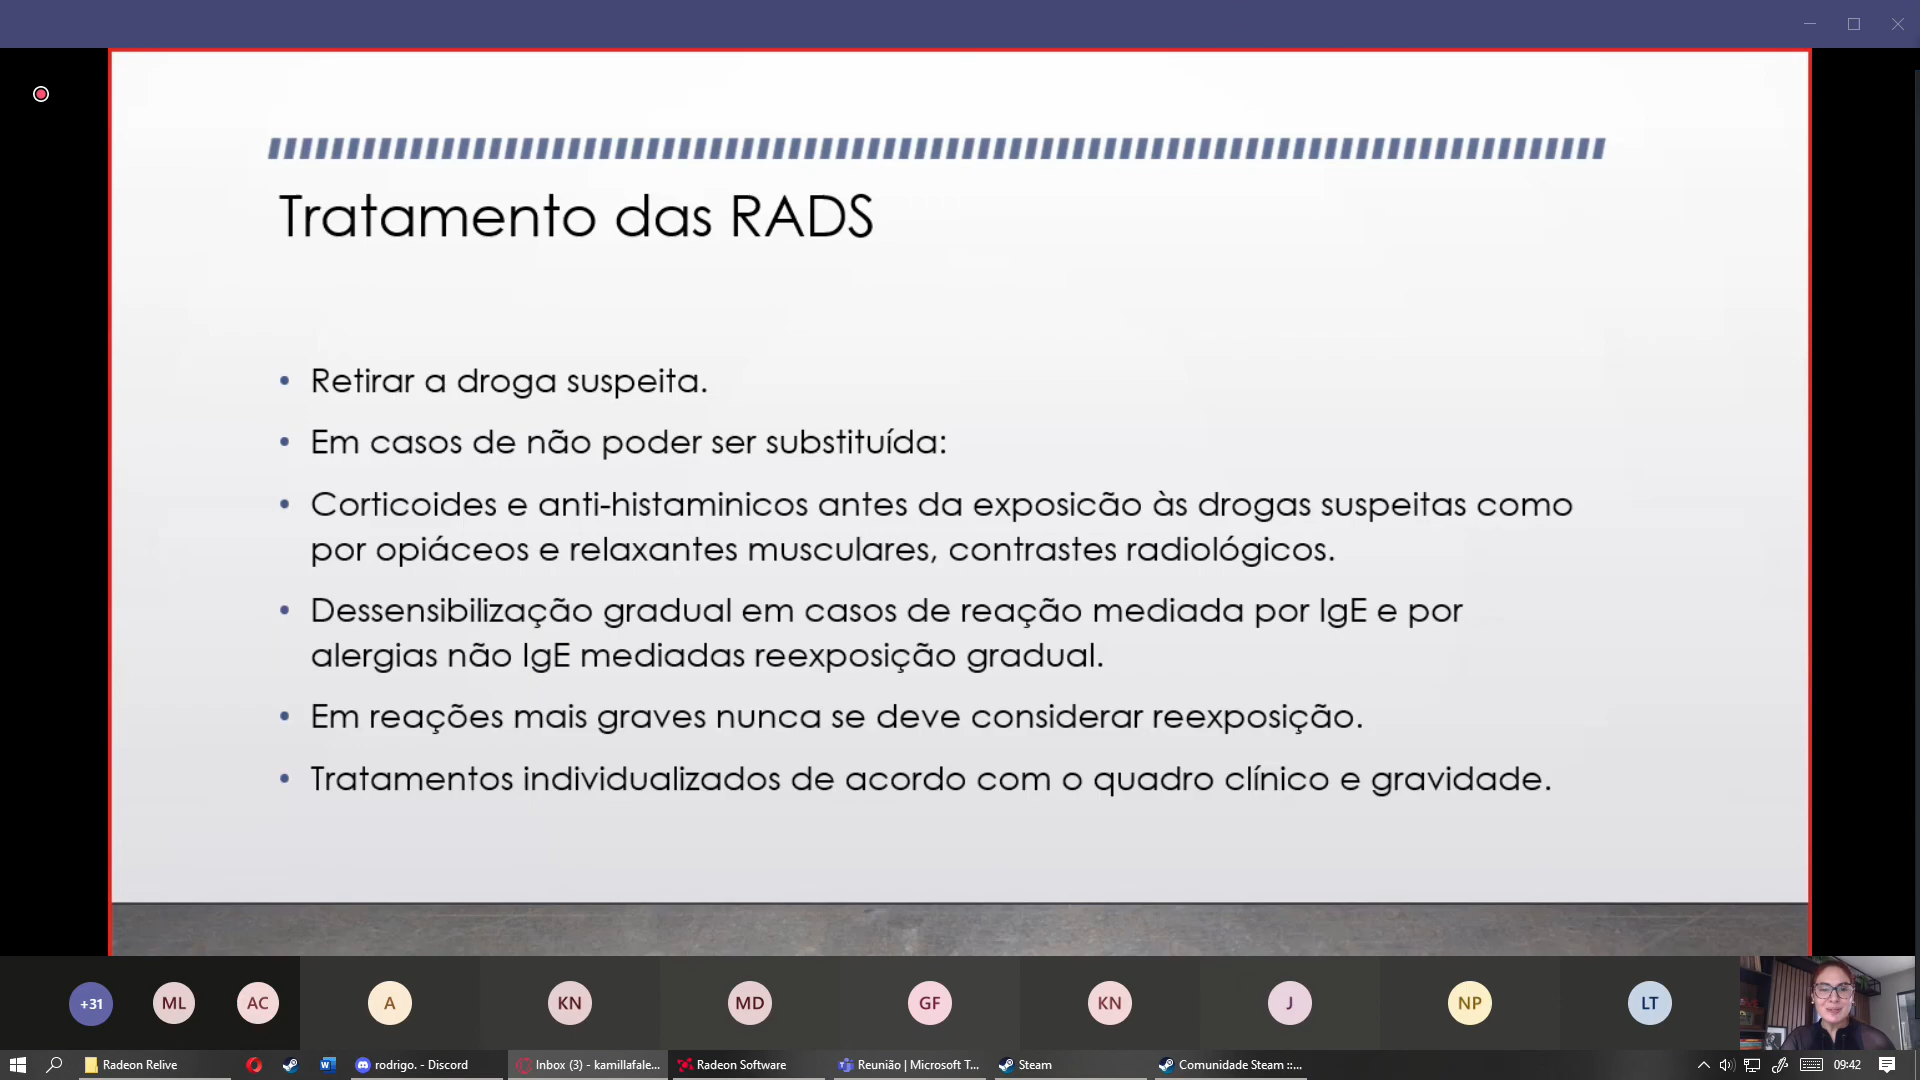 Tratamento das RADS
• Retirar a droga suspeita.
• Em casos de não poder ser substituída:
• Corticoides e anti-histaminicos antes da exposicão às drogas suspeitas como
por opiáceos e relaxantes musculares, contrastes radiológicos.
• Dessensibilização gradual em casos de reação mediada por IgE e por
alergias não IgE mediadas reexposição gradual.
• Em reações mais graves nunca se deve considerar reexposição.
• Tratamentos individualizados de acordo com o quadro clínico e gravidade.
+31 ML AC A KN MD GF KN J NP LT
Radeon Relive rodrigo. - Discord Inbox (3) - kamillafale... Radeon Software Reunião | Microsoft T... Steam Comunidade Steam ::... 09:42